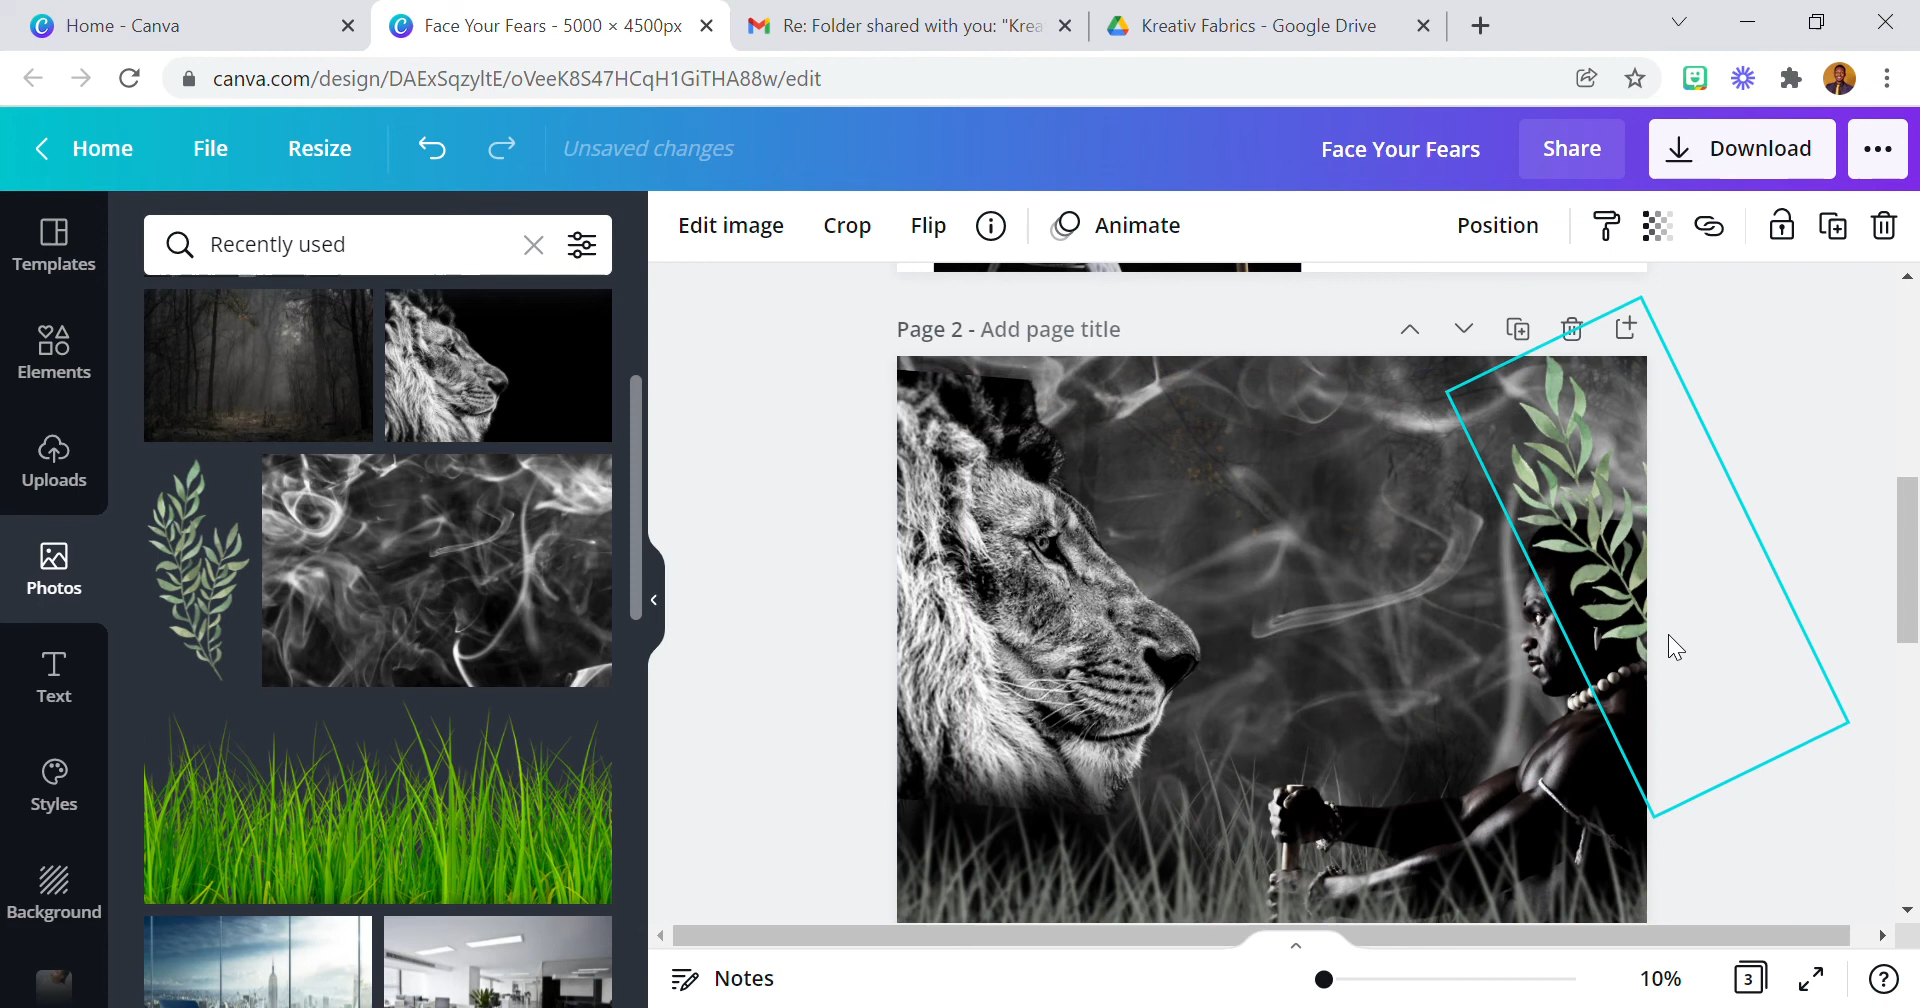 Home - Canva
Face Your Fears - 5000 × 4500px
Re: Folder shared with you: "Krea
Kreativ Fabrics - Google Drive
canva.com/design/DAExSqzyltE/oVeeK8S47HCqH1GiTHA88w/edit
Home File Resize Unsaved changes Face Your Fears Share Download
Templates
Elements
Uploads
Photos
Text
Styles
Background
Recently used
Edit image Crop Flip Animate Position
Page 2 - Add page title
Notes 10% 3